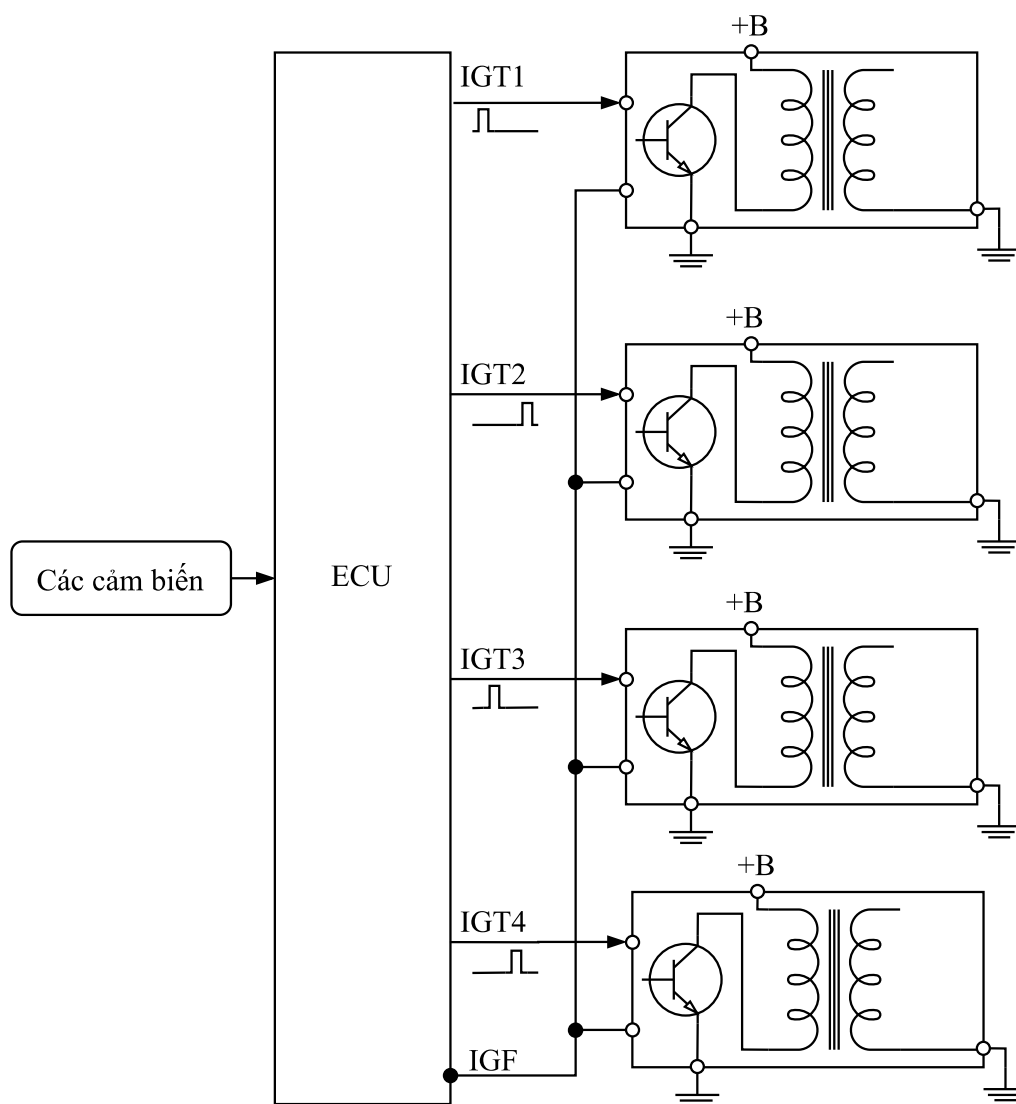 +B
IGT1
+B
IGT2
Các cảm biến
ECU
+B
IGT3
+B
IGT4
IGF